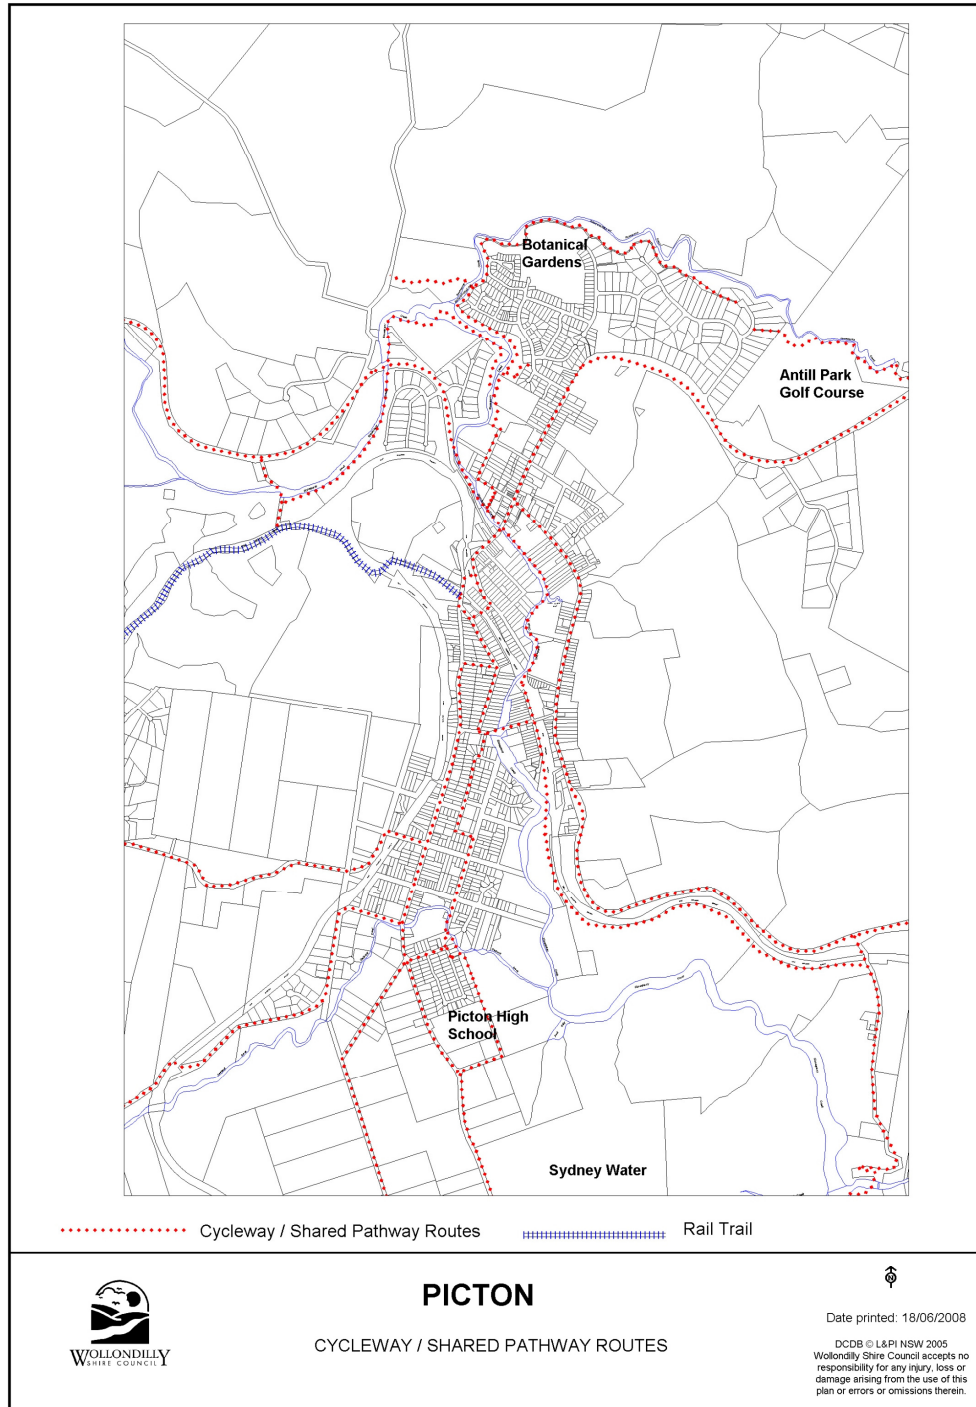 Botanical
Gardens
Antill Park
Golf Course
Picton High
School
Sydney Water
Cycleway / Shared Pathway Routes
Rail Trail
WOLLONDILLY
SHIRE COUNCIL
PICTON
CYCLEWAY / SHARED PATHWAY ROUTES
N
Date printed: 18/06/2008
DCDB © L&PI NSW 2005
Wollondilly Shire Council accepts no
responsibility for any injury, loss or
damage arising from the use of this
plan or errors or omissions therein.